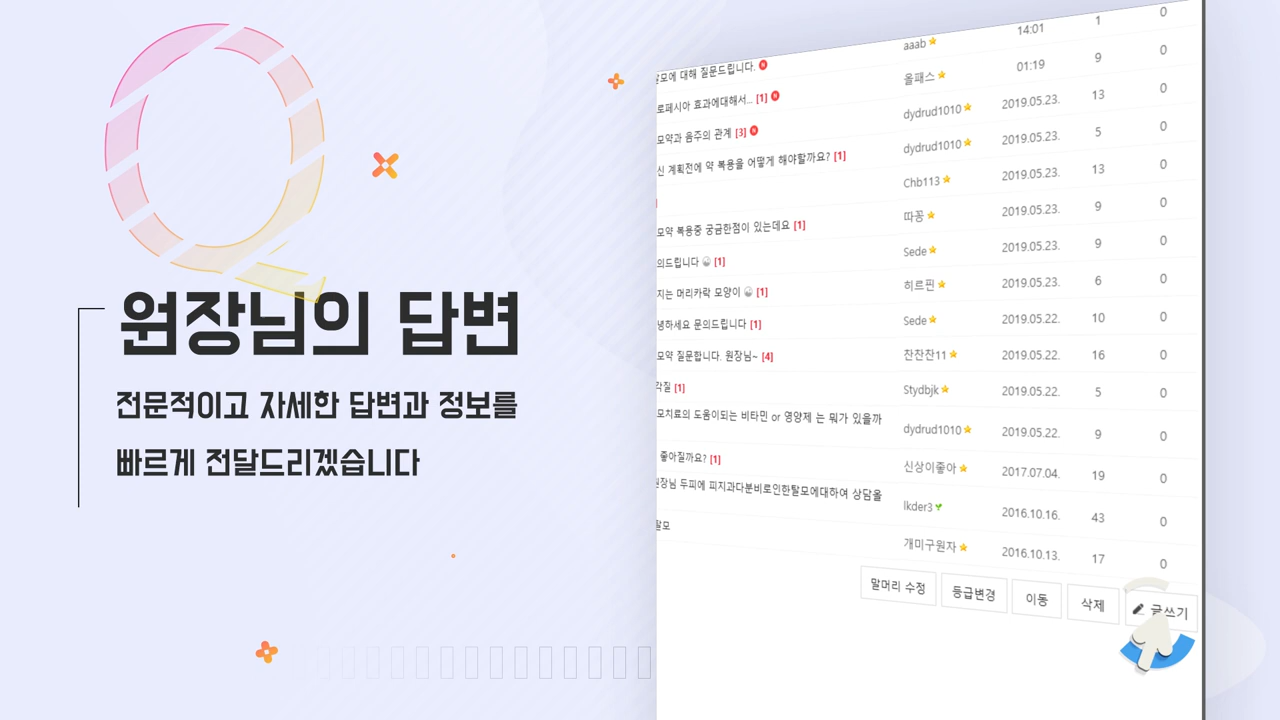 Q
원장님의 답변
전문적이고 자세한 답변과 정보를
빠르게 전달드리겠습니다
aaab 14:01 1 0
탈모에 대해 질문드립니다. 올패스 01:19 9 0
로페시아 효과에대해서... [1] dydrud1010 2019.05.23. 13 0
모약과 음주의 관계 [3] dydrud1010 2019.05.23. 5 0
신 계획전에 약 복용을 어떻게 해야할까요? [1] Chb113 2019.05.23. 13 0
따꽁 2019.05.23. 9 0
모약 복용중 궁금한점이 있는데요 [1] Sede 2019.05.23. 9 0
의드립니다 [1] 히르핀 2019.05.23. 6 0
지는 머리카락 모양이 [1] Sede 2019.05.22. 10 0
녕하세요 문의드립니다 [1] 찬찬찬11 2019.05.22. 16 0
모약 질문합니다. 원장님~ [4] Stydbjk 2019.05.22. 5 0
각질 [1]
모치료의 도움이되는 비타민 or 영양제 는 뭐가 있을까 dydrud1010 2019.05.22. 9 0
좋아질까요? [1] 신상이좋아 2017.07.04. 19 0
원장님 두피에 피지과다분비로인한탈모에대하여 상담을 lkder3 2016.10.16. 43 0
탈모 개미구원자 2016.10.13. 17 0
말머리 수정 등급변경 이동 삭제 글쓰기